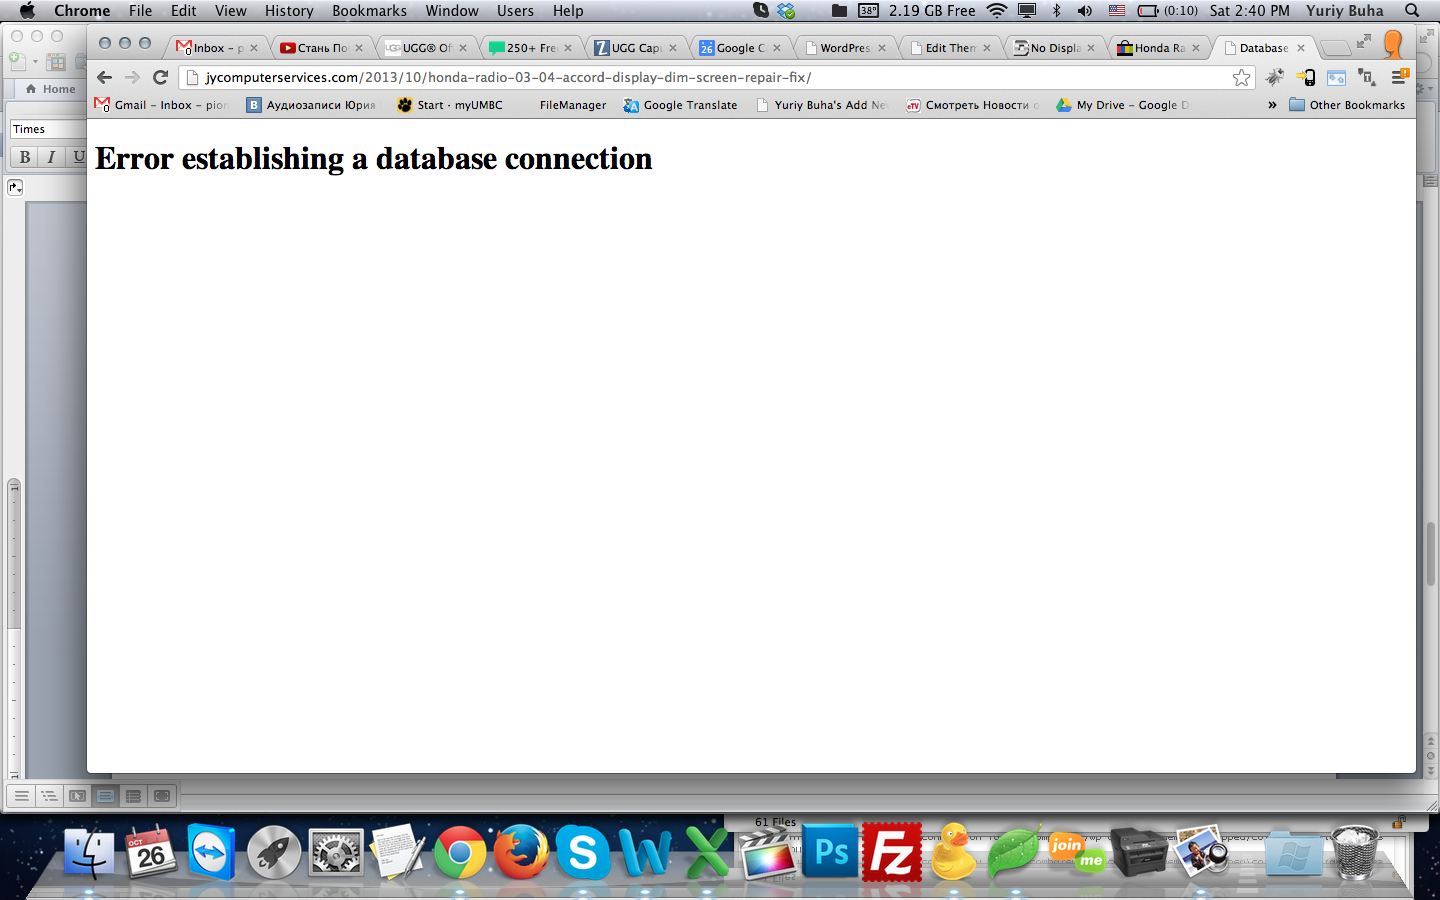 Chrome File Edit View History Bookmarks Window Users Help 38° 2.19 GB Free (0:10) Sat 2:40 PM Yuriy Buha
Inbox – p Стань По UGG® Of 250+ Fre UGG Cap Google C WordPres Edit Them No Displa Honda Ra Database
jycomputerservices.com/2013/10/honda-radio-03-04-accord-display-dim-screen-repair-fix/
Gmail – Inbox – pion Аудиозаписи Юрия Start · myUMBC FileManager Google Translate Yuriy Buha's Add Ne Смотреть Новости о My Drive – Google D » Other Bookmarks
Home
Times
B I U
Error establishing a database connection
61 Files
OCT
26
S
W
X
Ps
Fz
join
me